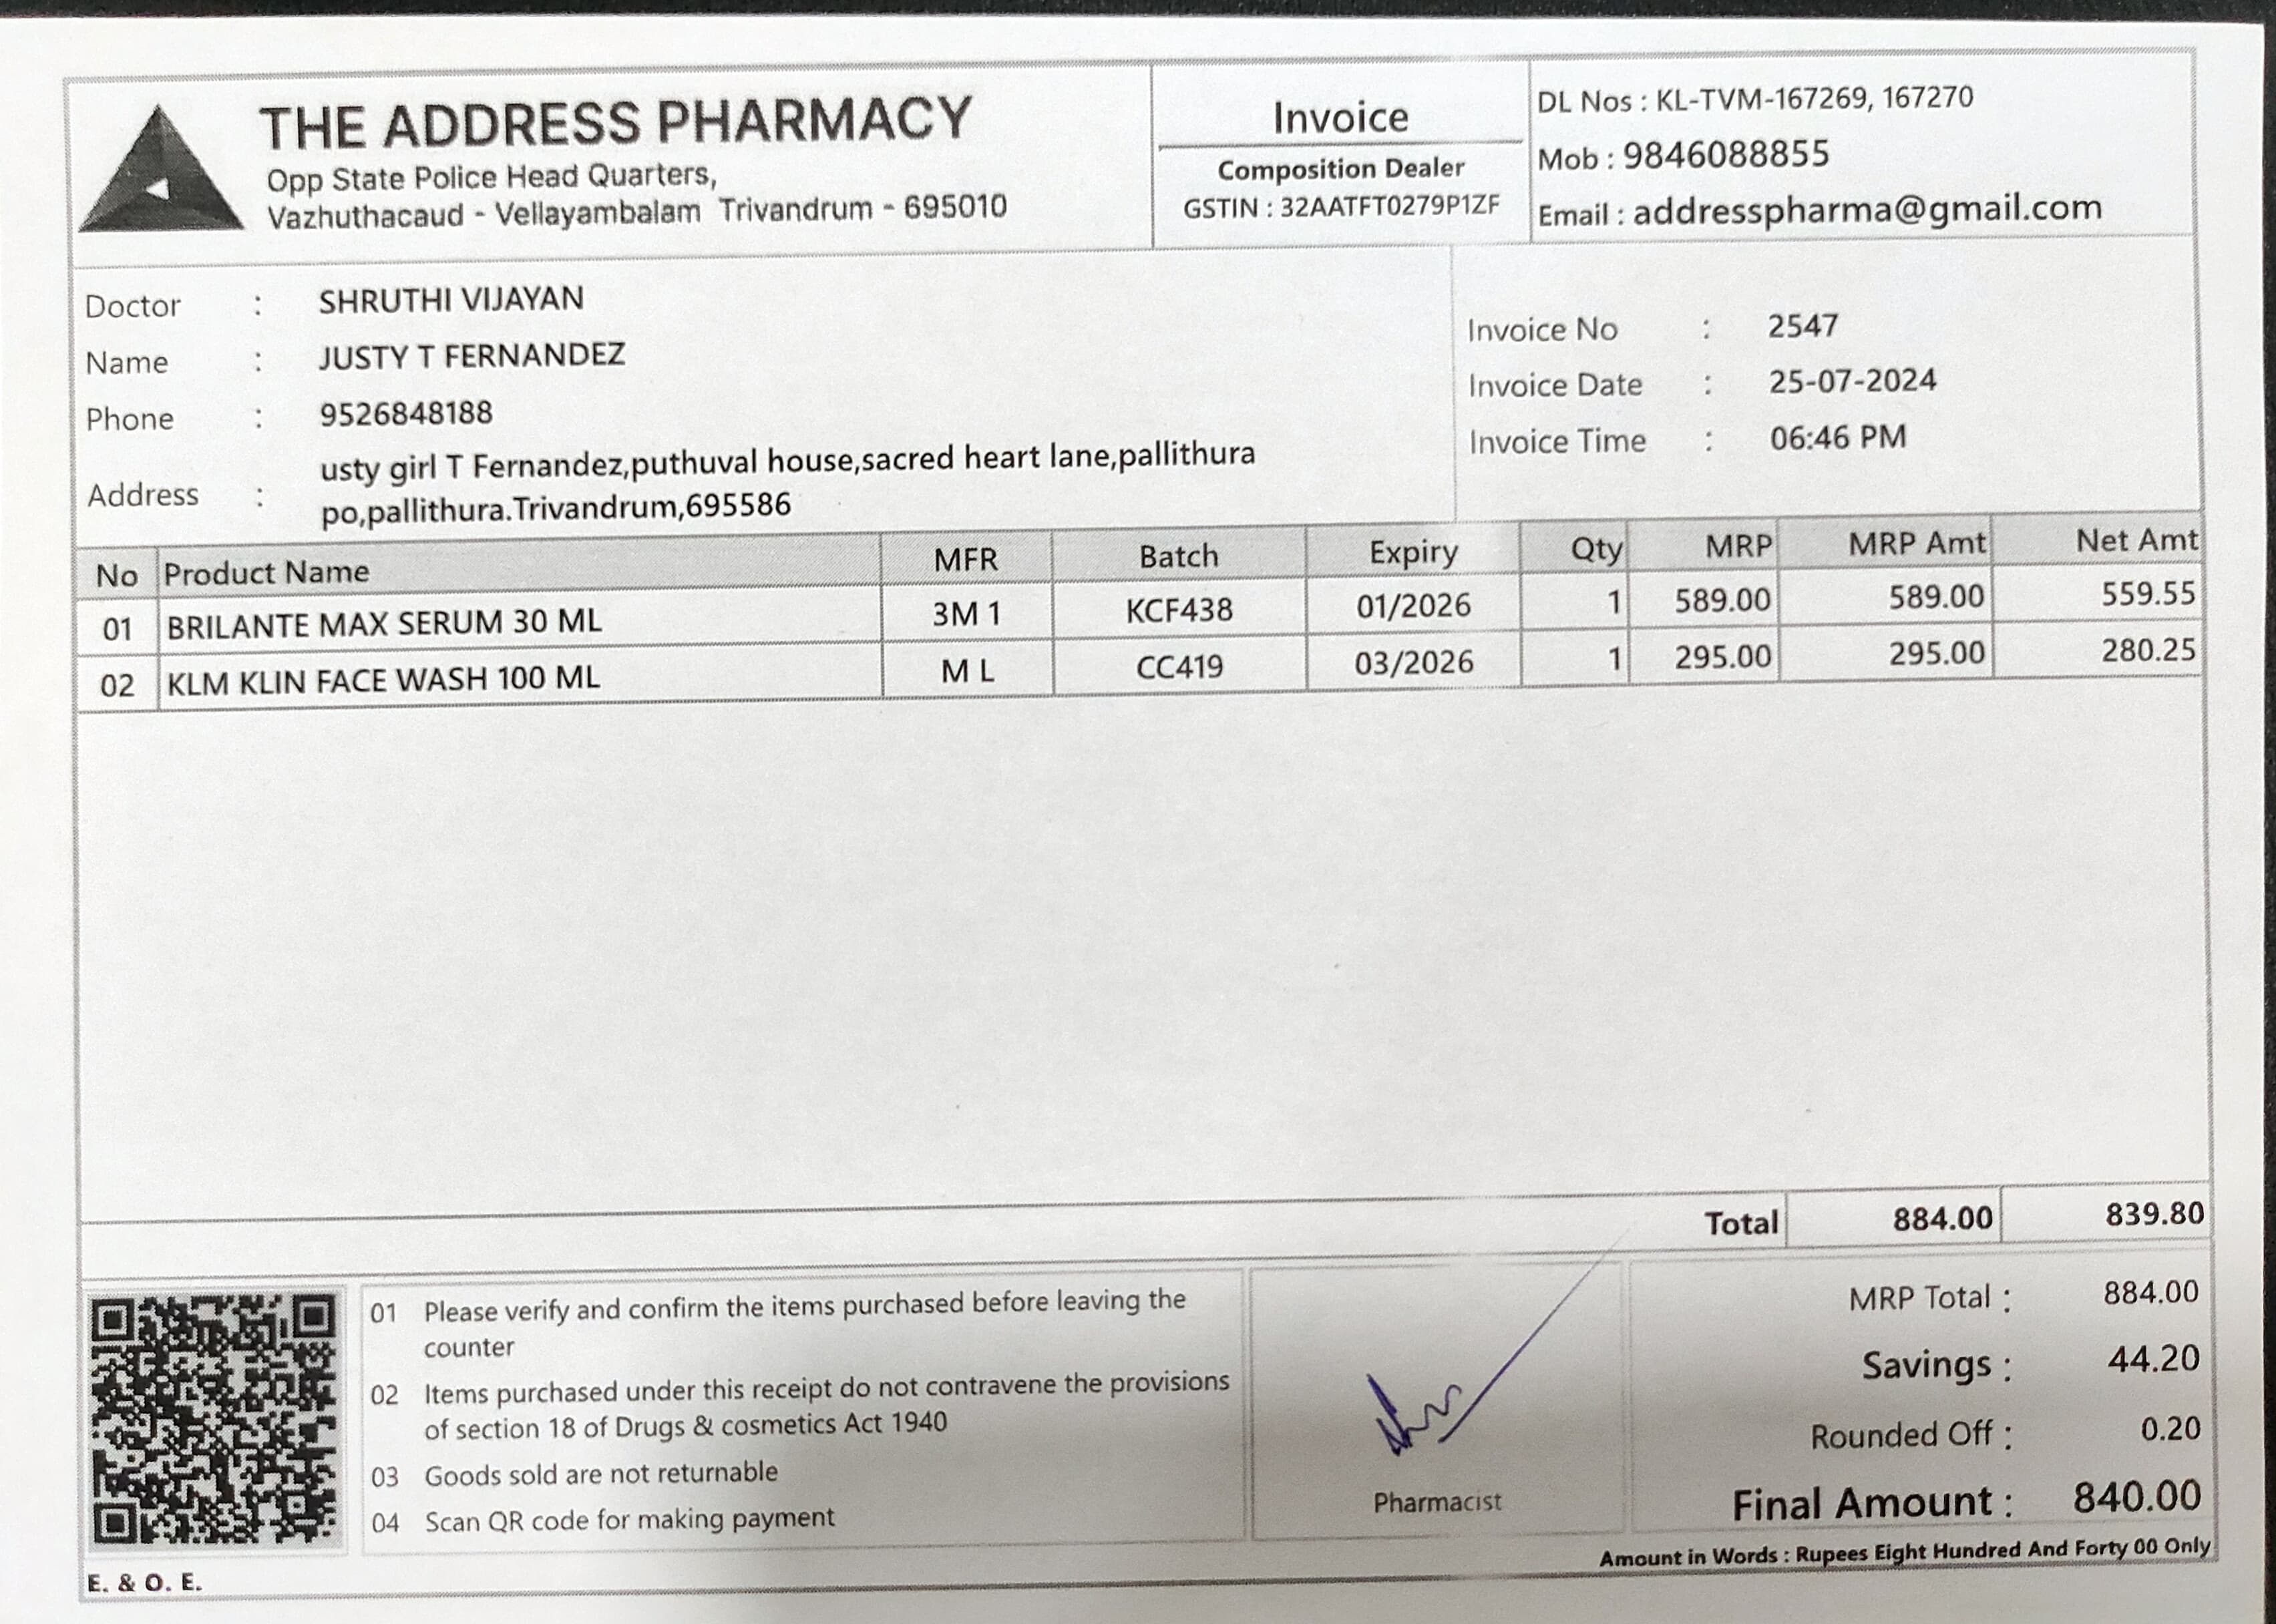 THE ADDRESS PHARMACY
Opp State Police Head Quarters,
Vazhuthacaud - Vellayambalam Trivandrum - 695010
Invoice
Composition Dealer
GSTIN : 32AATFT0279P1ZF
DL Nos : KL-TVM-167269, 167270
Mob : 9846088855
Email : addresspharma@gmail.com
Doctor : SHRUTHI VIJAYAN
Name : JUSTY T FERNANDEZ
Phone : 9526848188
Address : usty girl T Fernandez,puthuval house,sacred heart lane,pallithura
po,pallithura.Trivandrum,695586
Invoice No : 2547
Invoice Date : 25-07-2024
Invoice Time : 06:46 PM
No Product Name MFR Batch Expiry Qty MRP MRP Amt Net Amt
01 BRILANTE MAX SERUM 30 ML 3M 1 KCF438 01/2026 1 589.00 589.00 559.55
02 KLM KLIN FACE WASH 100 ML M L CC419 03/2026 1 295.00 295.00 280.25
Total 884.00 839.80
01 Please verify and confirm the items purchased before leaving the
counter
02 Items purchased under this receipt do not contravene the provisions
of section 18 of Drugs & cosmetics Act 1940
03 Goods sold are not returnable
04 Scan QR code for making payment
Pharmacist
MRP Total : 884.00
Savings : 44.20
Rounded Off : 0.20
Final Amount : 840.00
Amount in Words : Rupees Eight Hundred And Forty 00 Only
E. & O. E.